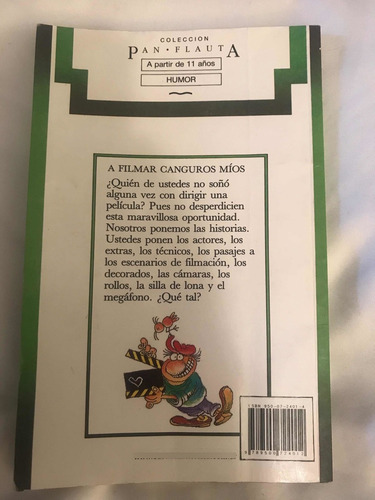 COLECCIÓN
PAN • FLAUTA
A partir de 11 años
HUMOR
A FILMAR CANGUROS MÍOS
¿Quién de ustedes no soñó
alguna vez con dirigir una
película? Pues no desperdicien
esta maravillosa oportunidad.
Nosotros ponemos las historias.
Ustedes ponen los actores, los
extras, los técnicos, los pasajes a
los escenarios de filmación, los
decorados, las cámaras, los
rollos, la silla de lona y el
megáfono. ¿Qué tal?